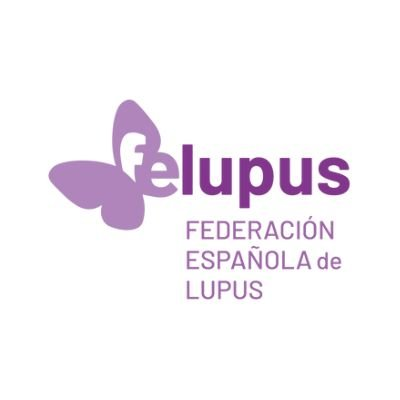 felupus
FEDERACIÓN
ESPAÑOLA de
LUPUS